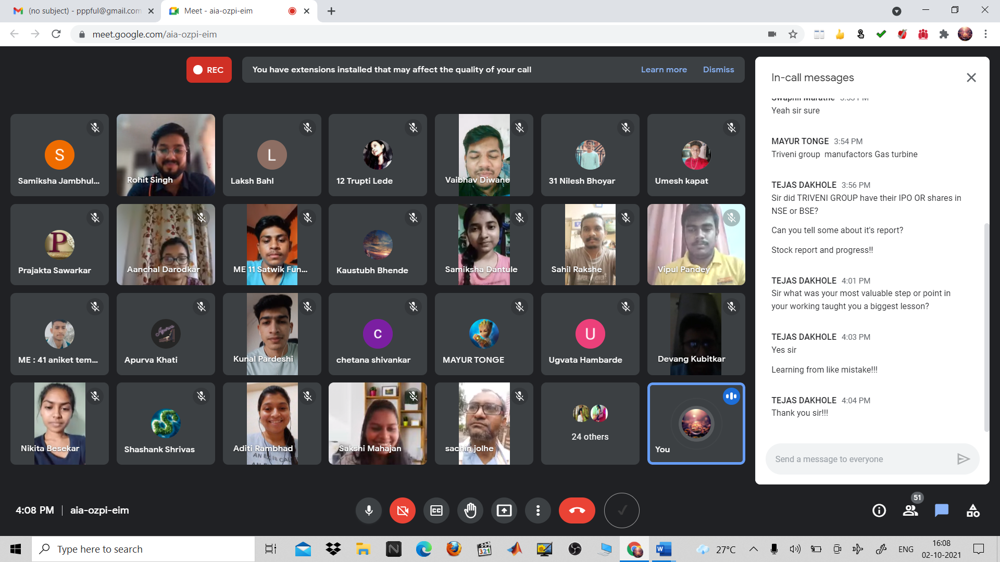 (no subject) - pppful@gmail.com
Meet - aia-ozpi-eim
meet.google.com/aia-ozpi-eim
REC
You have extensions installed that may affect the quality of your call
Learn more
Dismiss
S
Samiksha Jambhul...
Rohit Singh
L
Laksh Bahl
12 Trupti Lede
Vaibhav Diwane
31 Nilesh Bhoyar
Umesh kapat
P
Prajakta Sawarkar
Aanchal Darodkar
ME 11 Satwik Fun...
Kaustubh Bhende
Samiksha Dantule
Sahil Rakshe
Vipul Pandey
ME : 41 aniket tem...
Apurva
Apurva Khati
Kunal Pardeshi
c
chetana shivankar
MAYUR TONGE
U
Ugvata Hambarde
Devang Kubitkar
Nikita Besekar
S
Shashank Shrivas
Aditi Rambhad
Sakshi Mahajan
sachin jolhe
24 others
You
In-call messages
Swapnil Marathe 3:53 PM
Yeah sir sure
MAYUR TONGE 3:54 PM
Triveni group manufactors Gas turbine
TEJAS DAKHOLE 3:56 PM
Sir did TRIVENI GROUP have their IPO OR shares in
NSE or BSE?
Can you tell some about it's report?
Stock report and progress!!
TEJAS DAKHOLE 4:01 PM
Sir what was your most valuable step or point in
your working taught you a biggest lesson?
TEJAS DAKHOLE 4:03 PM
Yes sir
Learning from like mistake!!!
TEJAS DAKHOLE 4:04 PM
Thank you sir!!!
Send a message to everyone
4:08 PM | aia-ozpi-eim
CC
51
Type here to search
N
321
W
27°C
ENG
16:08
02-10-2021